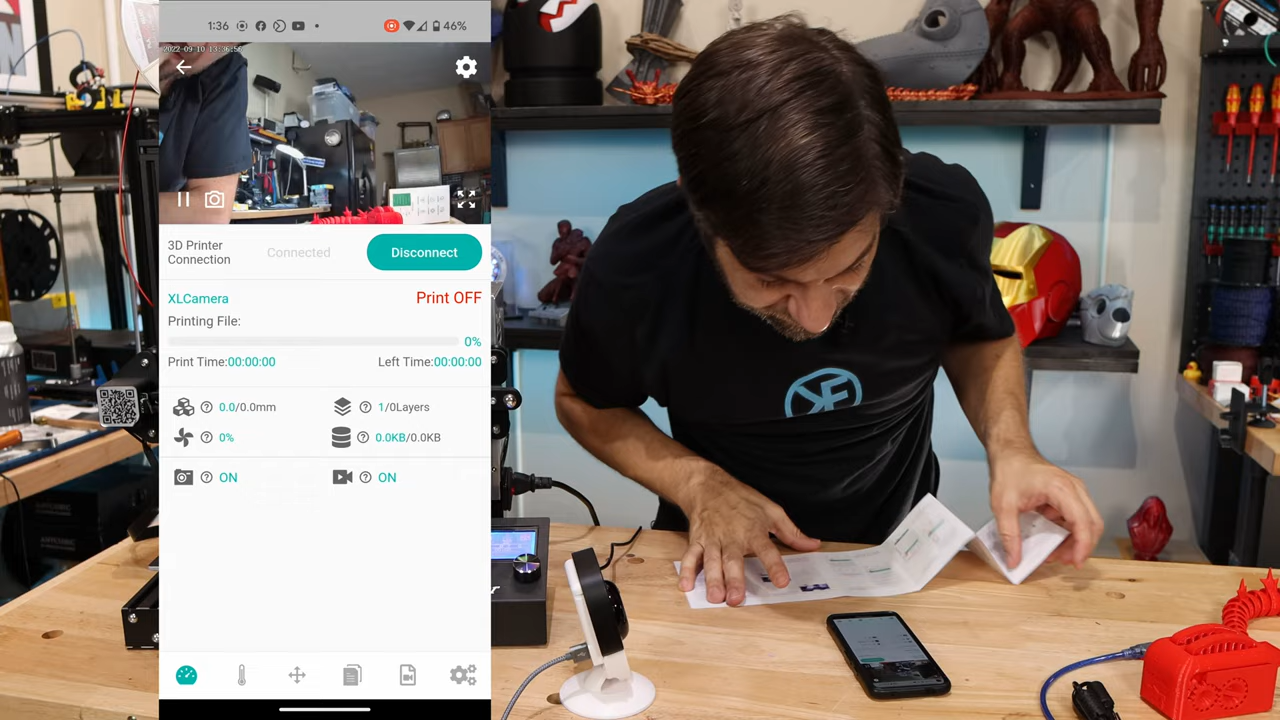 1:36
46%
2022-09-10 13:36:56
3D Printer
Connection
Connected
Disconnect
XLCamera
Print OFF
Printing File:
0%
Print Time:00:00:00
Left Time:00:00:00
0.0/0.0mm
1/0Layers
0%
0.0KB/0.0KB
ON
ON